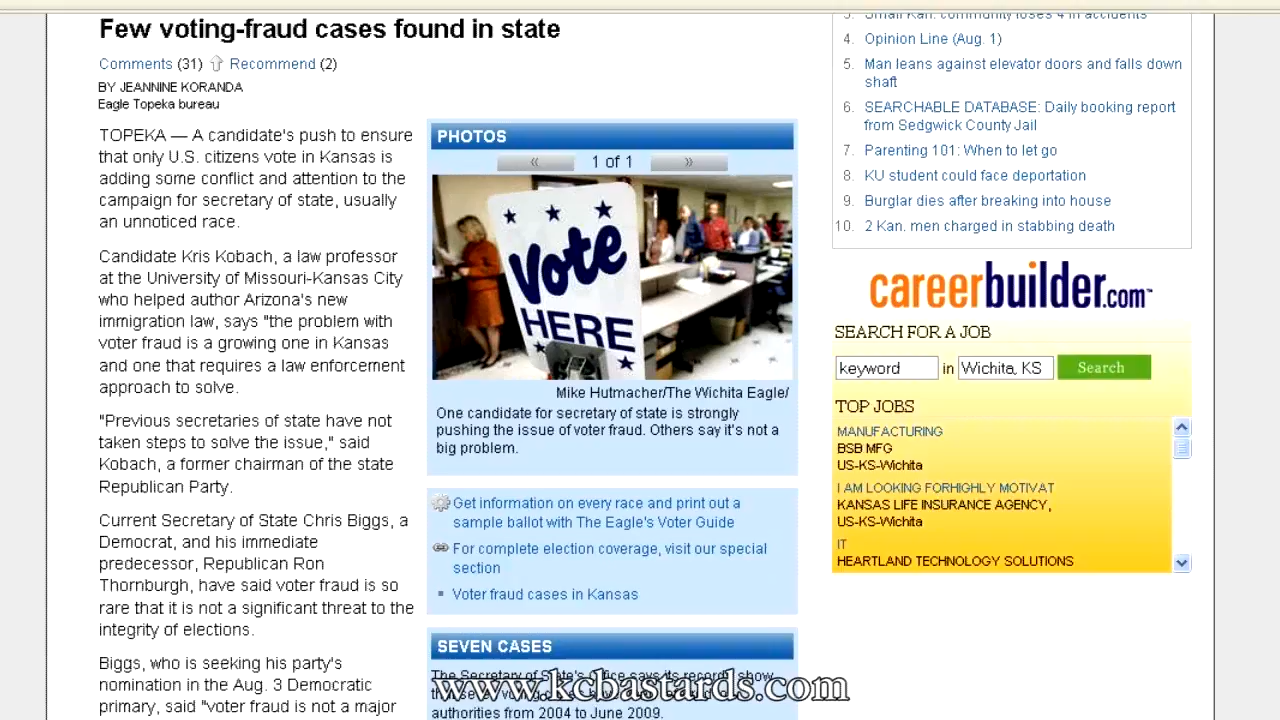 Few voting-fraud cases found in state
Comments (31) Recommend (2)
BY JEANNINE KORANDA
Eagle Topeka bureau
TOPEKA — A candidate's push to ensure
that only U.S. citizens vote in Kansas is
adding some conflict and attention to the
campaign for secretary of state, usually
an unnoticed race.
Candidate Kris Kobach, a law professor
at the University of Missouri-Kansas City
who helped author Arizona's new
immigration law, says "the problem with
voter fraud is a growing one in Kansas
and one that requires a law enforcement
approach to solve.
"Previous secretaries of state have not
taken steps to solve the issue," said
Kobach, a former chairman of the state
Republican Party.
Current Secretary of State Chris Biggs, a
Democrat, and his immediate
predecessor, Republican Ron
Thornburgh, have said voter fraud is so
rare that it is not a significant threat to the
integrity of elections.
Biggs, who is seeking his party's
nomination in the Aug. 3 Democratic
primary, said "voter fraud is not a major
PHOTOS
« 1 of 1 »
Vote
HERE
Mike Hutmacher/The Wichita Eagle/
One candidate for secretary of state is strongly
pushing the issue of voter fraud. Others say it's not a
big problem.
Get information on every race and print out a
sample ballot with The Eagle's Voter Guide
For complete election coverage, visit our special
section
Voter fraud cases in Kansas
SEVEN CASES
The Secretary of State's office says its records show
authorities from 2004 to June 2009.
www.kcbastards.com
3. Small Kan. community loses 4 in accidents
4. Opinion Line (Aug. 1)
5. Man leans against elevator doors and falls down
shaft
6. SEARCHABLE DATABASE: Daily booking report
from Sedgwick County Jail
7. Parenting 101: When to let go
8. KU student could face deportation
9. Burglar dies after breaking into house
10. 2 Kan. men charged in stabbing death
careerbuilder.com™
SEARCH FOR A JOB
keyword in Wichita, KS Search
TOP JOBS
MANUFACTURING
BSB MFG
US-KS-Wichita
I AM LOOKING FORHIGHLY MOTIVAT
KANSAS LIFE INSURANCE AGENCY,
US-KS-Wichita
IT
HEARTLAND TECHNOLOGY SOLUTIONS